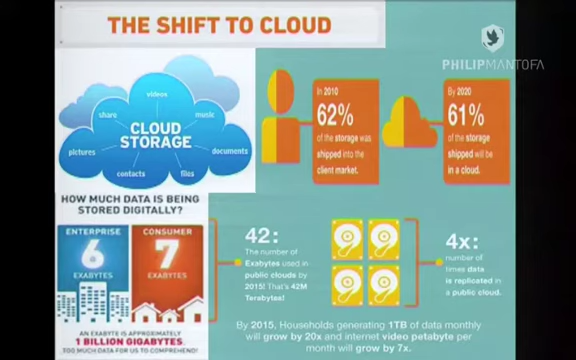 THE SHIFT TO CLOUD
PHILIPMANTOFA
videos
share
music
CLOUD
STORAGE
pictures
documents
contacts
files
In 2010
62%
of the storage was
shipped into the
client market.
By 2020
61%
of the storage
shipped will be
in a cloud.
HOW MUCH DATA IS BEING
STORED DIGITALLY?
ENTERPRISE
6
EXABYTES
CONSUMER
7
EXABYTES
AN EXABYTE IS APPROXIMATELY
1 BILLION GIGABYTES,
TOO MUCH DATA FOR US TO COMPREHEND!
42:
The number of
Exabytes used in
public clouds by
2015! That's 42M
Terabytes!
4x:
number of
times data
is replicated in
a public cloud.
By 2015, Households generating 1TB of data monthly
will grow by 20x and internet video petabyte per
month will grow by 7x.